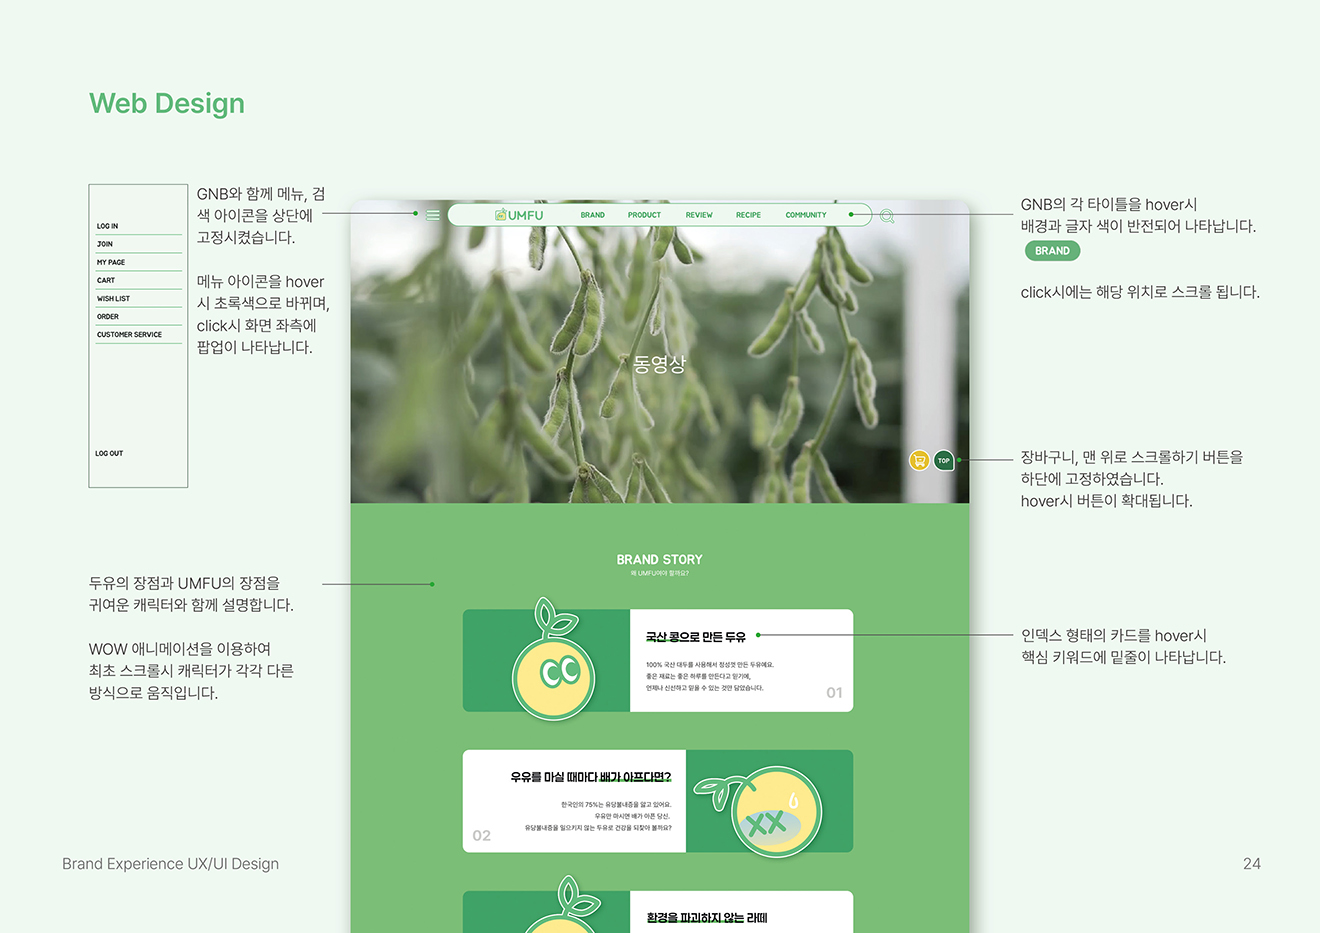 Web Design
LOG IN
JOIN
MY PAGE
CART
WISH LIST
ORDER
CUSTOMER SERVICE
LOG OUT
GNB와 함께 메뉴, 검
색 아이콘을 상단에
고정시켰습니다.
메뉴 아이콘을 hover
시 초록색으로 바뀌며,
click시 화면 좌측에
팝업이 나타납니다.
UMFU
BRAND
PRODUCT
REVIEW
RECIPE
COMMUNITY
GNB의 각 타이틀을 hover시
배경과 글자 색이 반전되어 나타납니다.
BRAND
click시에는 해당 위치로 스크롤 됩니다.
동영상
TOP
장바구니, 맨 위로 스크롤하기 버튼을
하단에 고정하였습니다.
hover시 버튼이 확대됩니다.
두유의 장점과 UMFU의 장점을
귀여운 캐릭터와 함께 설명합니다.
WOW 애니메이션을 이용하여
최초 스크롤시 캐릭터가 각각 다른
방식으로 움직입니다.
BRAND STORY
왜 UMFU여야 할까요?
국산 콩으로 만든 두유
100% 국산 대두를 사용해서 정성껏 만든 두유예요.
좋은 재료는 좋은 하루를 만든다고 믿기에,
언제나 신선하고 믿을 수 있는 것만 담았습니다.
01
인덱스 형태의 카드를 hover시
핵심 키워드에 밑줄이 나타납니다.
우유를 마실 때마다 배가 아프다면?
한국인의 75%는 유당불내증을 앓고 있어요.
우유만 마시면 배가 아픈 당신,
유당불내증을 일으키지 않는 두유로 건강을 되찾아 볼까요?
02
환경을 파괴하지 않는 라떼
Brand Experience UX/UI Design
24